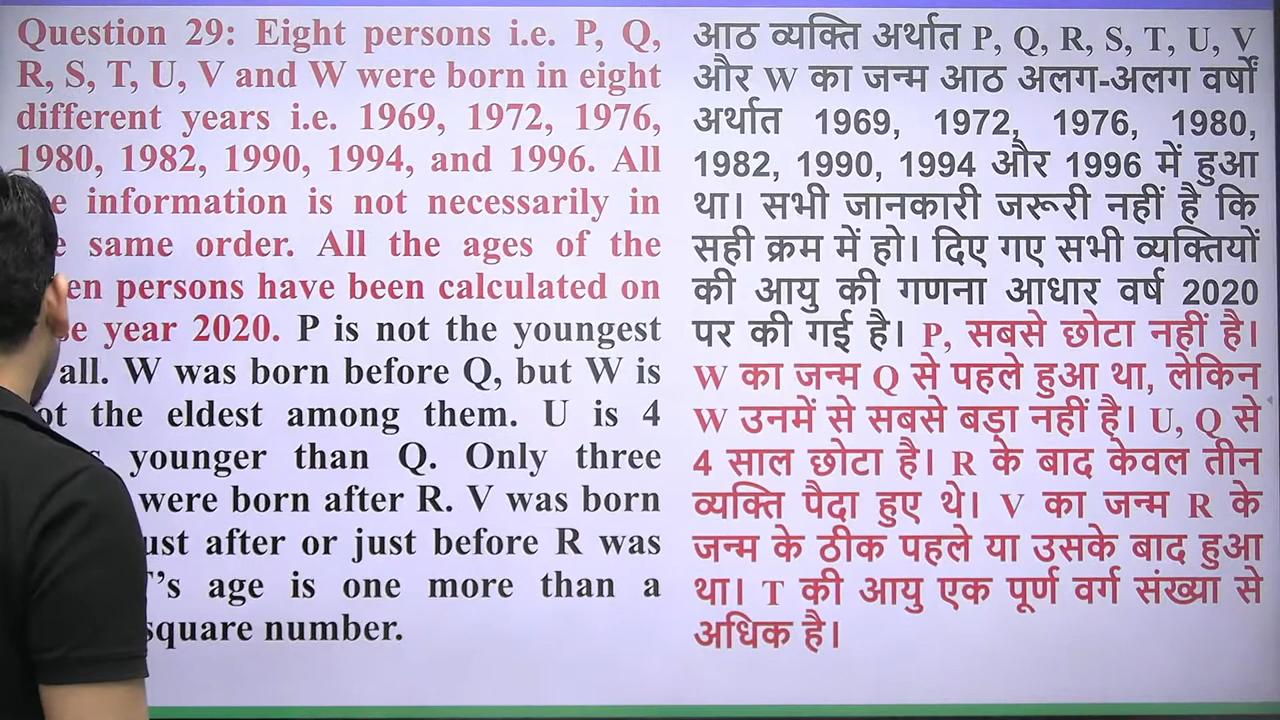 Question 29: Eight persons i.e. P, Q,
R, S, T, U, V and W were born in eight
different years i.e. 1969, 1972, 1976,
1980, 1982, 1990, 1994, and 1996. All
information is not necessarily in
same order. All the ages of the
persons have been calculated on
year 2020. P is not the youngest
all. W was born before Q, but W is
the eldest among them. U is 4
younger than Q. Only three
were born after R. V was born
after or just before R was
age is one more than a
square number.
आठ व्यक्ति अर्थात P, Q, R, S, T, U, V
और W का जन्म आठ अलग-अलग वर्षों
अर्थात 1969, 1972, 1976, 1980,
1982, 1990, 1994 और 1996 में हुआ
था। सभी जानकारी जरूरी नहीं है कि
सही क्रम में हो। दिए गए सभी व्यक्तियों
की आयु की गणना आधार वर्ष 2020
पर की गई है। P, सबसे छोटा नहीं है।
W का जन्म Q से पहले हुआ था, लेकिन
W उनमें से सबसे बड़ा नहीं है। U, Q से
4 साल छोटा है। R के बाद केवल तीन
व्यक्ति पैदा हुए थे। V का जन्म R के
जन्म के ठीक पहले या उसके बाद हुआ
था। T की आयु एक पूर्ण वर्ग संख्या से
अधिक है।